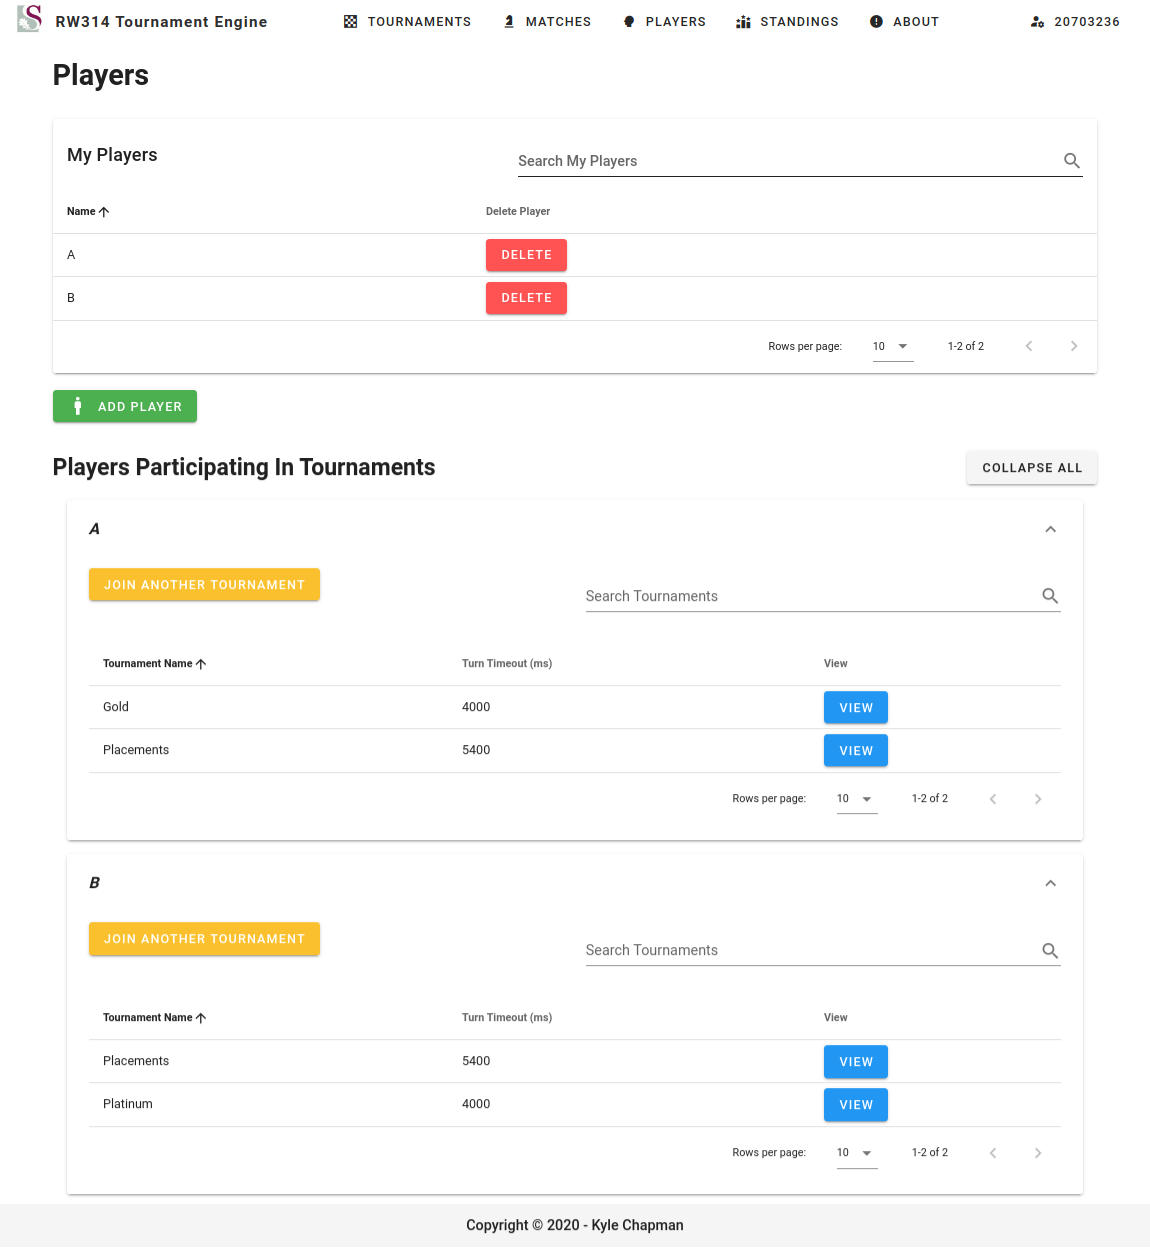 RW314 Tournament Engine TOURNAMENTS MATCHES PLAYERS STANDINGS ABOUT 20703236
Players
My Players
Search My Players
Name Delete Player
A DELETE
B DELETE
Rows per page: 10 1-2 of 2
ADD PLAYER
Players Participating In Tournaments COLLAPSE ALL
A
JOIN ANOTHER TOURNAMENT
Search Tournaments
Tournament Name Turn Timeout (ms) View
Gold 4000 VIEW
Placements 5400 VIEW
Rows per page: 10 1-2 of 2
B
JOIN ANOTHER TOURNAMENT
Search Tournaments
Tournament Name Turn Timeout (ms) View
Placements 5400 VIEW
Platinum 4000 VIEW
Rows per page: 10 1-2 of 2
Copyright © 2020 - Kyle Chapman